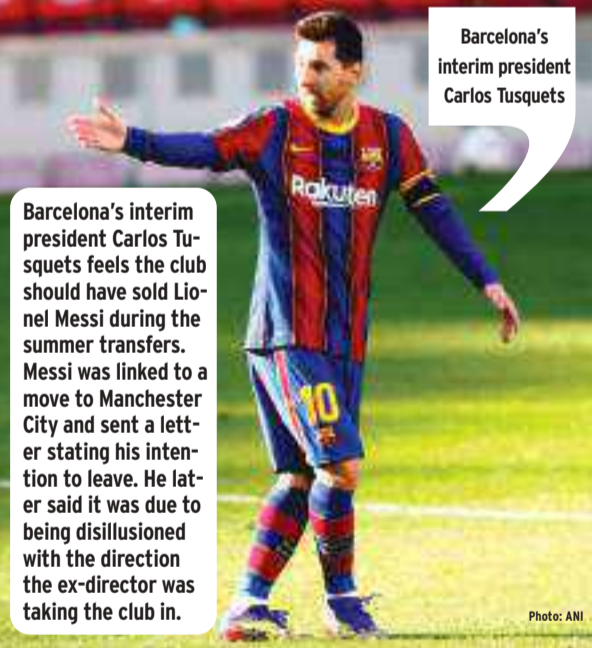 Barcelona's
interim president
Carlos Tusquets
Rakuten
10
Barcelona's interim
president Carlos Tu-
squets feels the club
should have sold Lio-
nel Messi during the
summer transfers.
Messi was linked to a
move to Manchester
City and sent a lett-
er stating his inten-
tion to leave. He lat-
er said it was due to
being disillusioned
with the direction
the ex-director was
taking the club in.
Photo: ANI